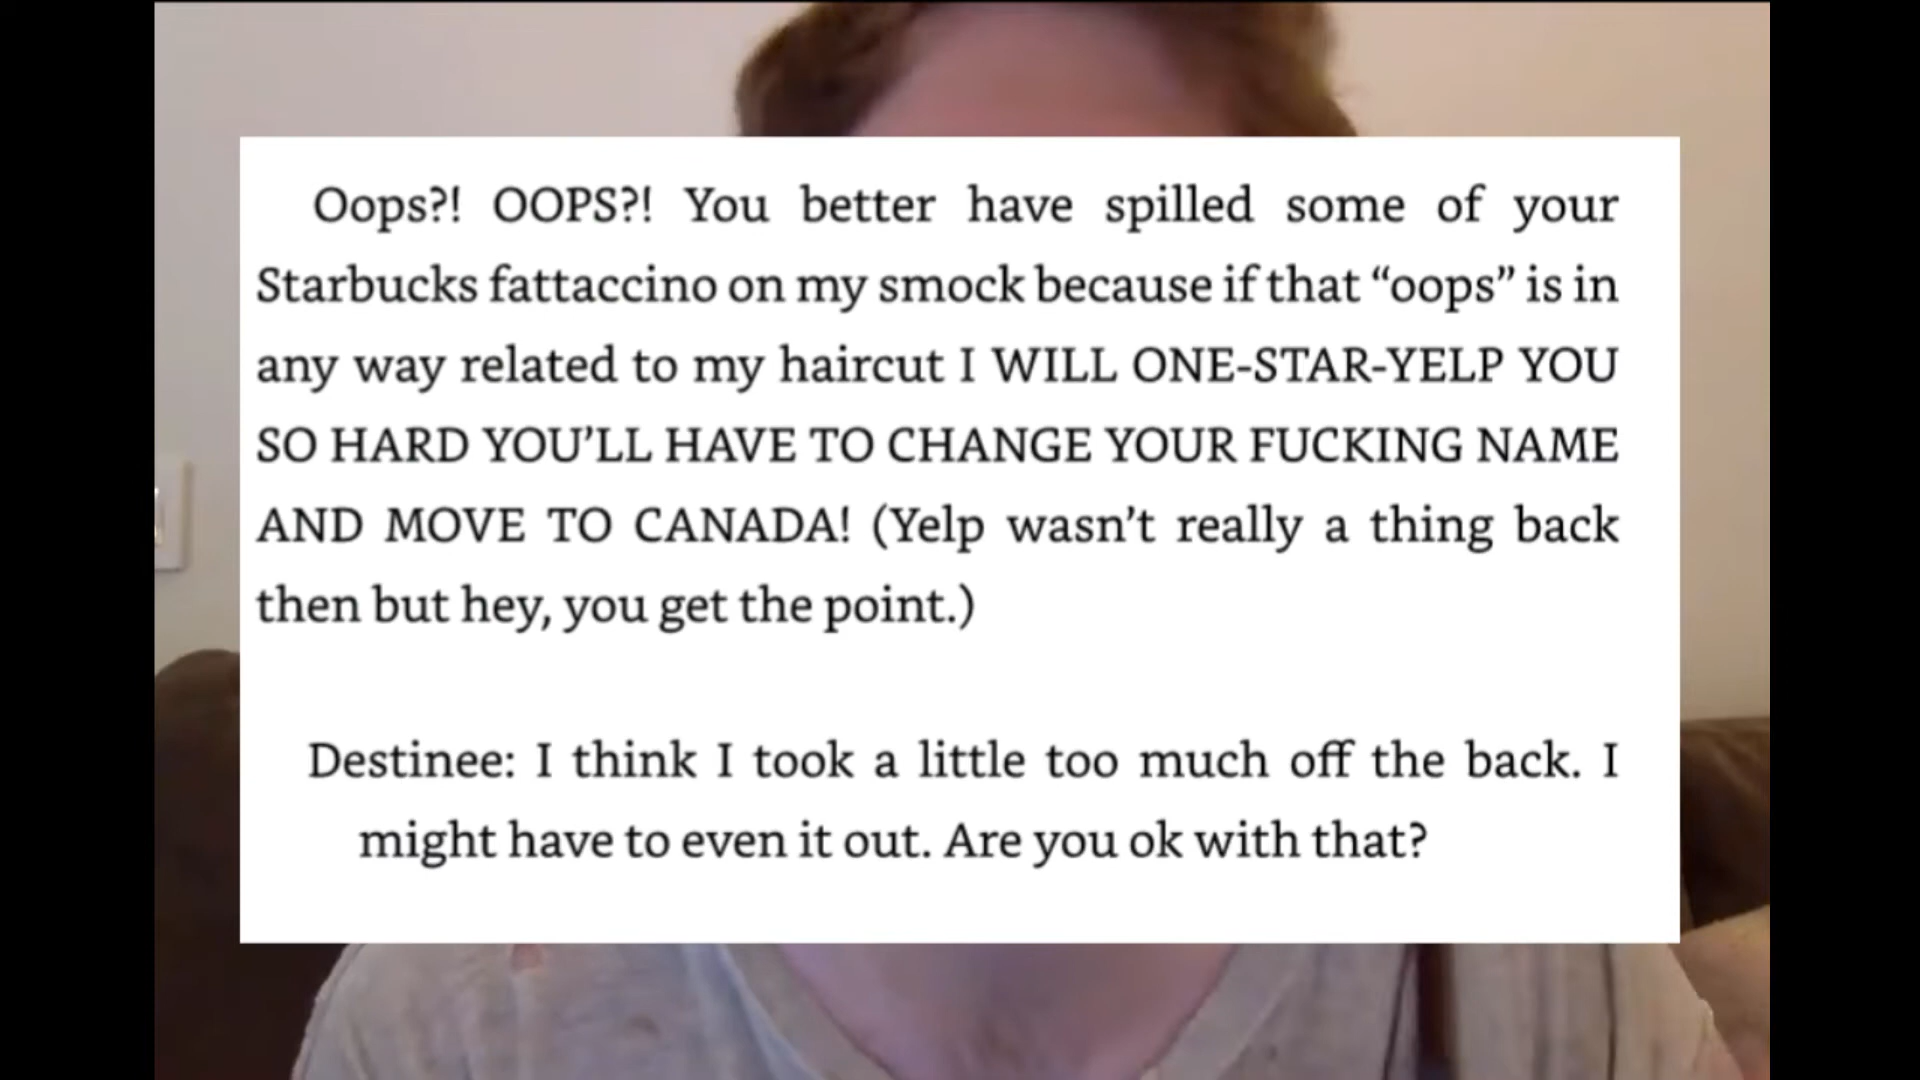 Oops?! OOPS?! You better have spilled some of your
Starbucks fattaccino on my smock because if that “oops” is in
any way related to my haircut I WILL ONE-STAR-YELP YOU
SO HARD YOU’LL HAVE TO CHANGE YOUR FUCKING NAME
AND MOVE TO CANADA! (Yelp wasn’t really a thing back
then but hey, you get the point.)
Destinee: I think I took a little too much off the back. I
might have to even it out. Are you ok with that?